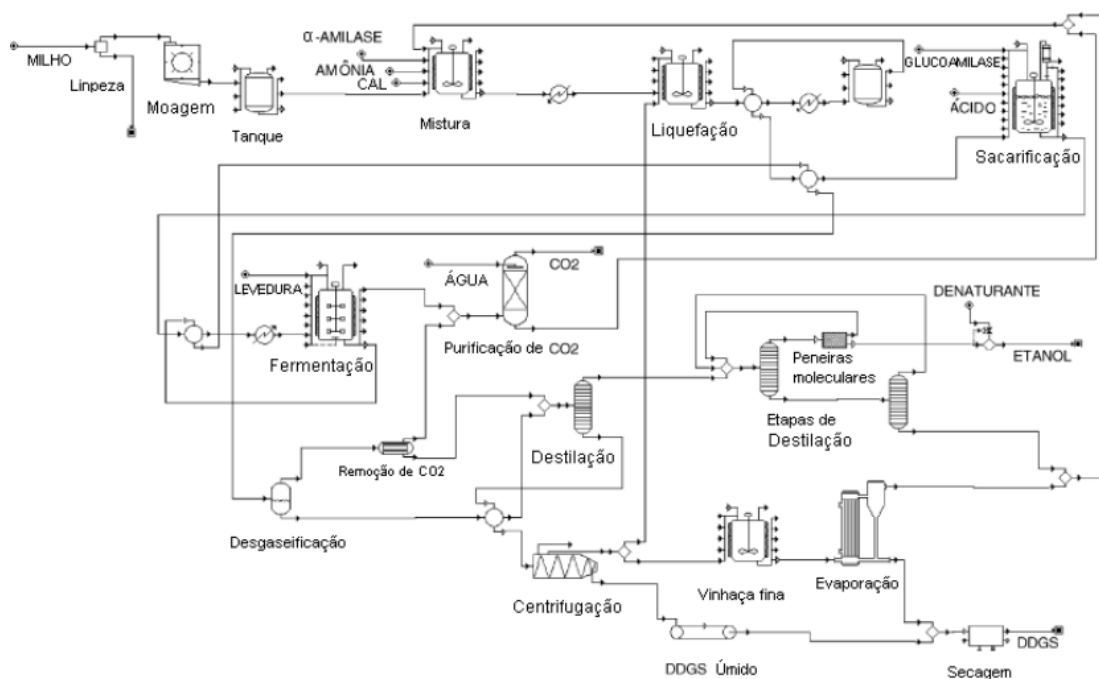 MILHO
Linpeza
Moagem
Tanque
α-AMILASE
AMÔNIA
CAL
Mistura
Liquefação
GLUCOAMILASE
ÁCIDO
Sacarificação
LEVEDURA
Fermentação
ÁGUA
CO2
Purificação de CO2
DENATURANTE
ETANOL
Peneiras
moleculares
Etapas de
Destilação
Remoção de CO2
Destilação
Desgaseificação
Centrifugação
Vinhaça fina
Evaporação
DDGS Úmido
DDGS
Secagem